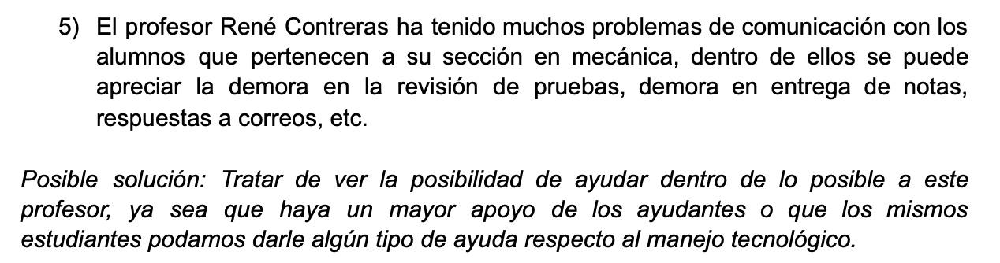 5) El profesor René Contreras ha tenido muchos problemas de comunicación con los
alumnos que pertenecen a su sección en mecánica, dentro de ellos se puede
apreciar la demora en la revisión de pruebas, demora en entrega de notas,
respuestas a correos, etc.
Posible solución: Tratar de ver la posibilidad de ayudar dentro de lo posible a este
profesor, ya sea que haya un mayor apoyo de los ayudantes o que los mismos
estudiantes podamos darle algún tipo de ayuda respecto al manejo tecnológico.